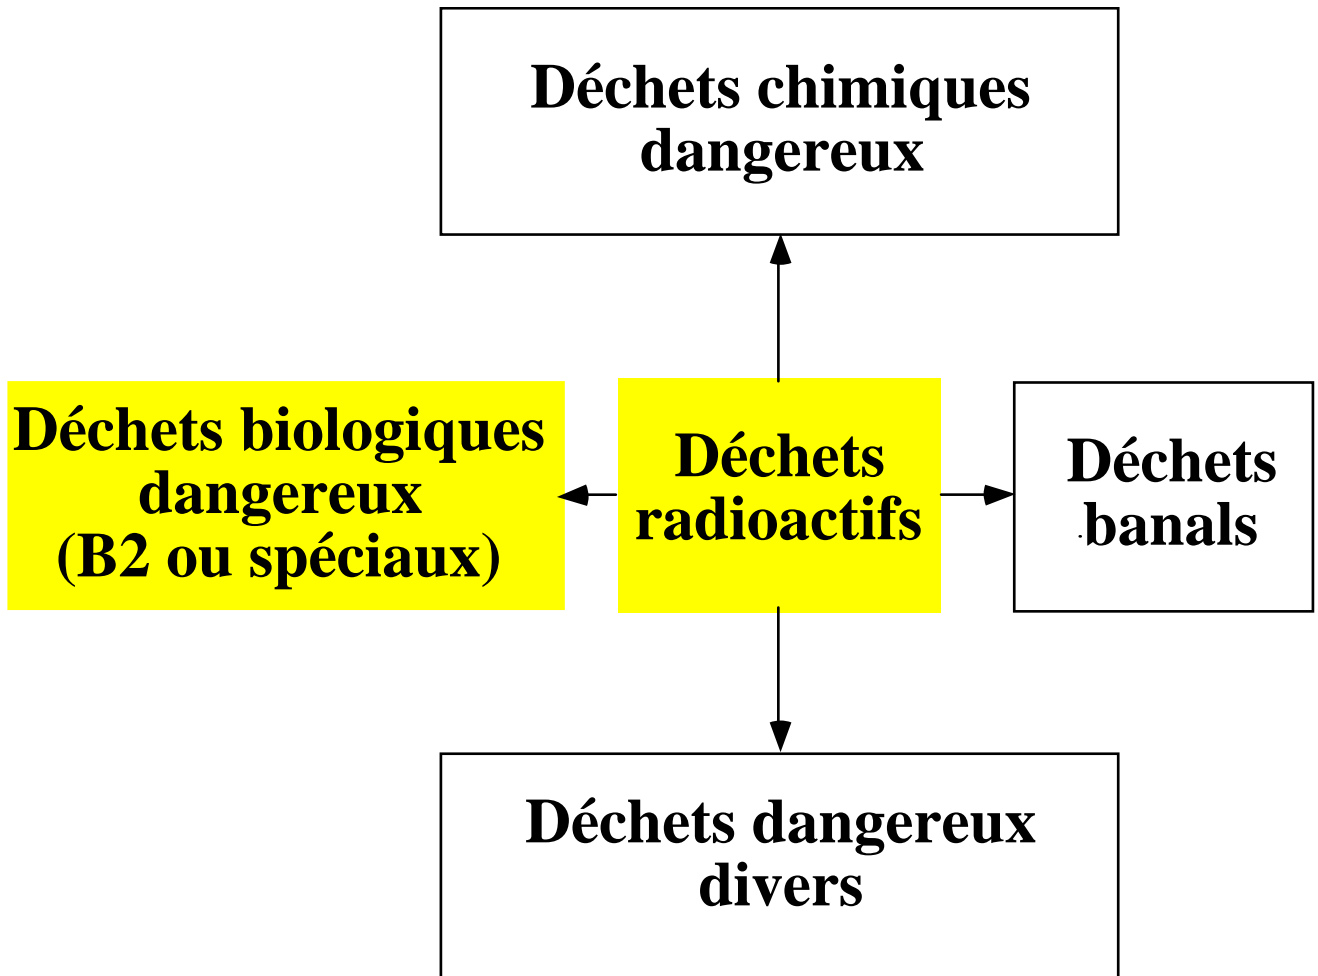 Déchets chimiques
dangereux
Déchets biologiques
dangereux
(B2 ou spéciaux)
Déchets
radioactifs
Déchets
banals
Déchets dangereux
divers